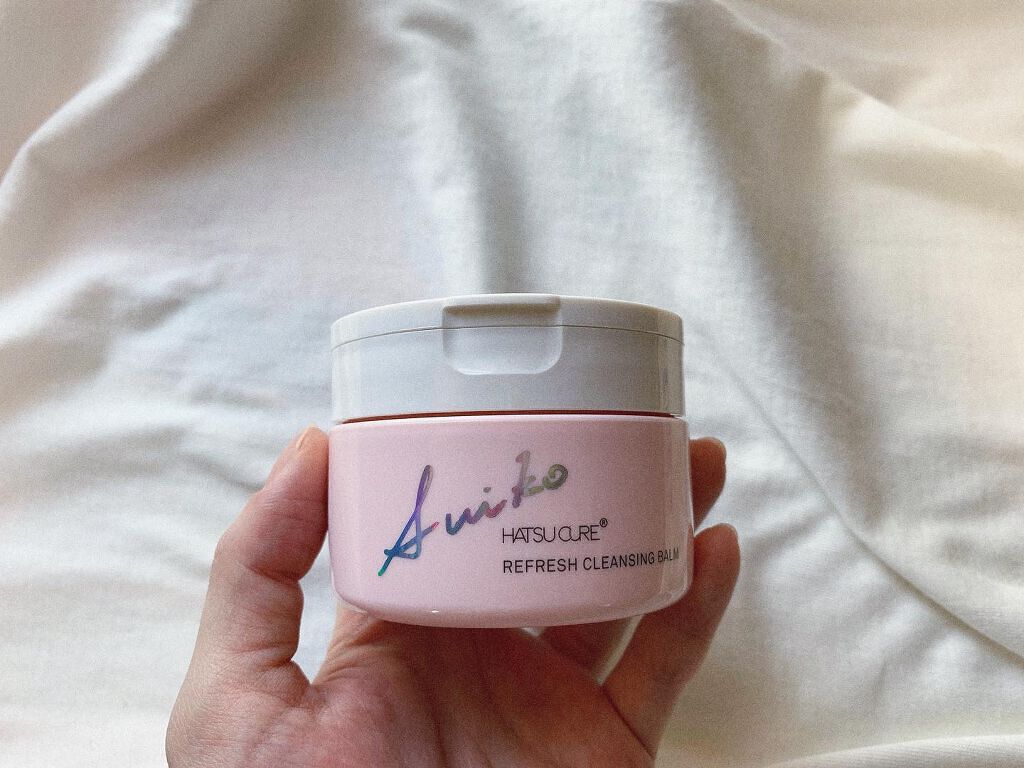 Suiko
HATSU CURE®
REFRESH CLEANSING BALM